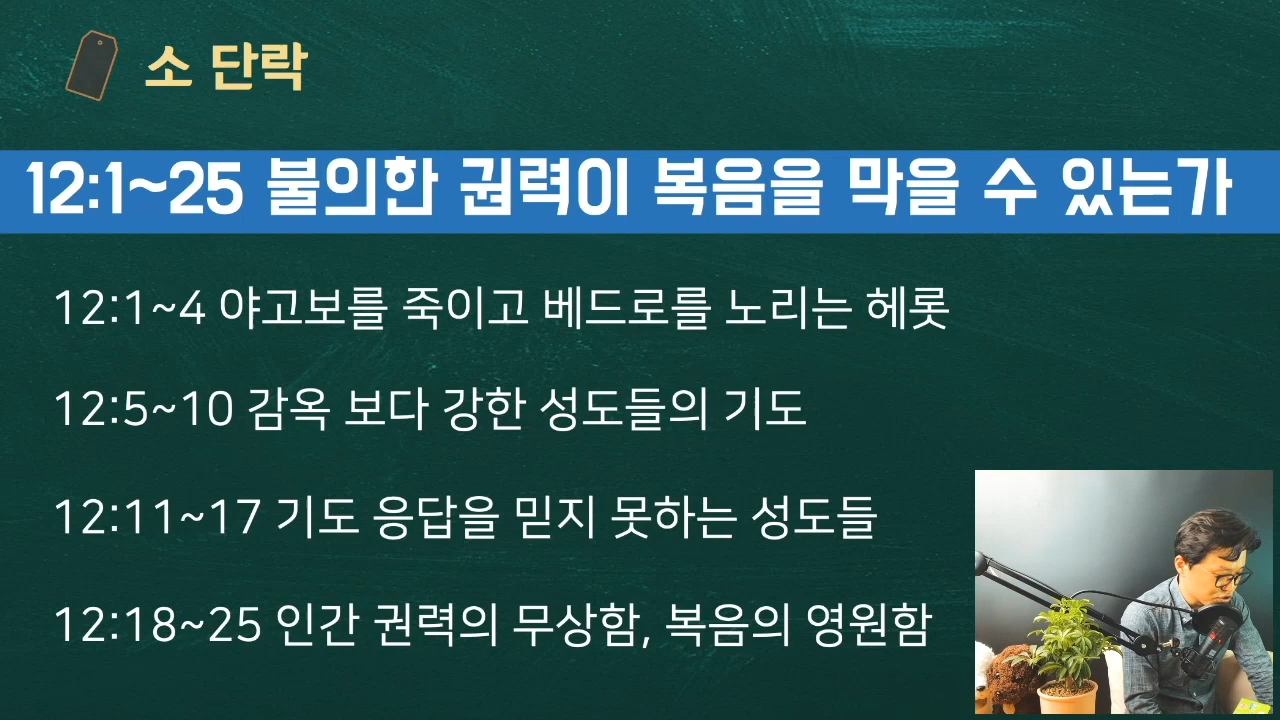 소 단락
12:1~25 불의한 권력이 복음을 막을 수 있는가
12:1~4 야고보를 죽이고 베드로를 노리는 헤롯
12:5~10 감옥 보다 강한 성도들의 기도
12:11~17 기도 응답을 믿지 못하는 성도들
12:18~25 인간 권력의 무상함, 복음의 영원함